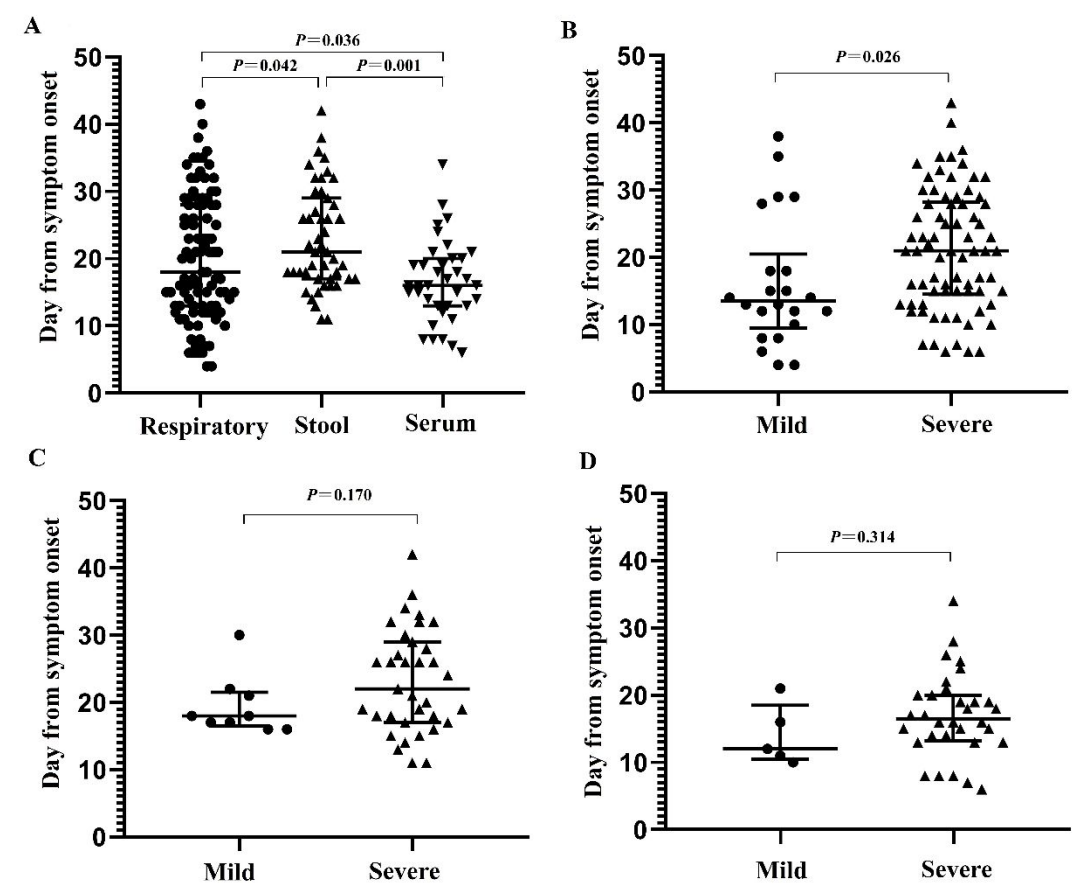 A
P=0.036
P=0.042
P=0.001
Day from symptom onset
50
40
30
20
10
0
Respiratory
Stool
Serum
B
P=0.026
Day from symptom onset
50
40
30
20
10
0
Mild
Severe
C
P=0.170
Day from symptom onset
50
40
30
20
10
0
Mild
Severe
D
P=0.314
Day from symptom onset
50
40
30
20
10
0
Mild
Severe